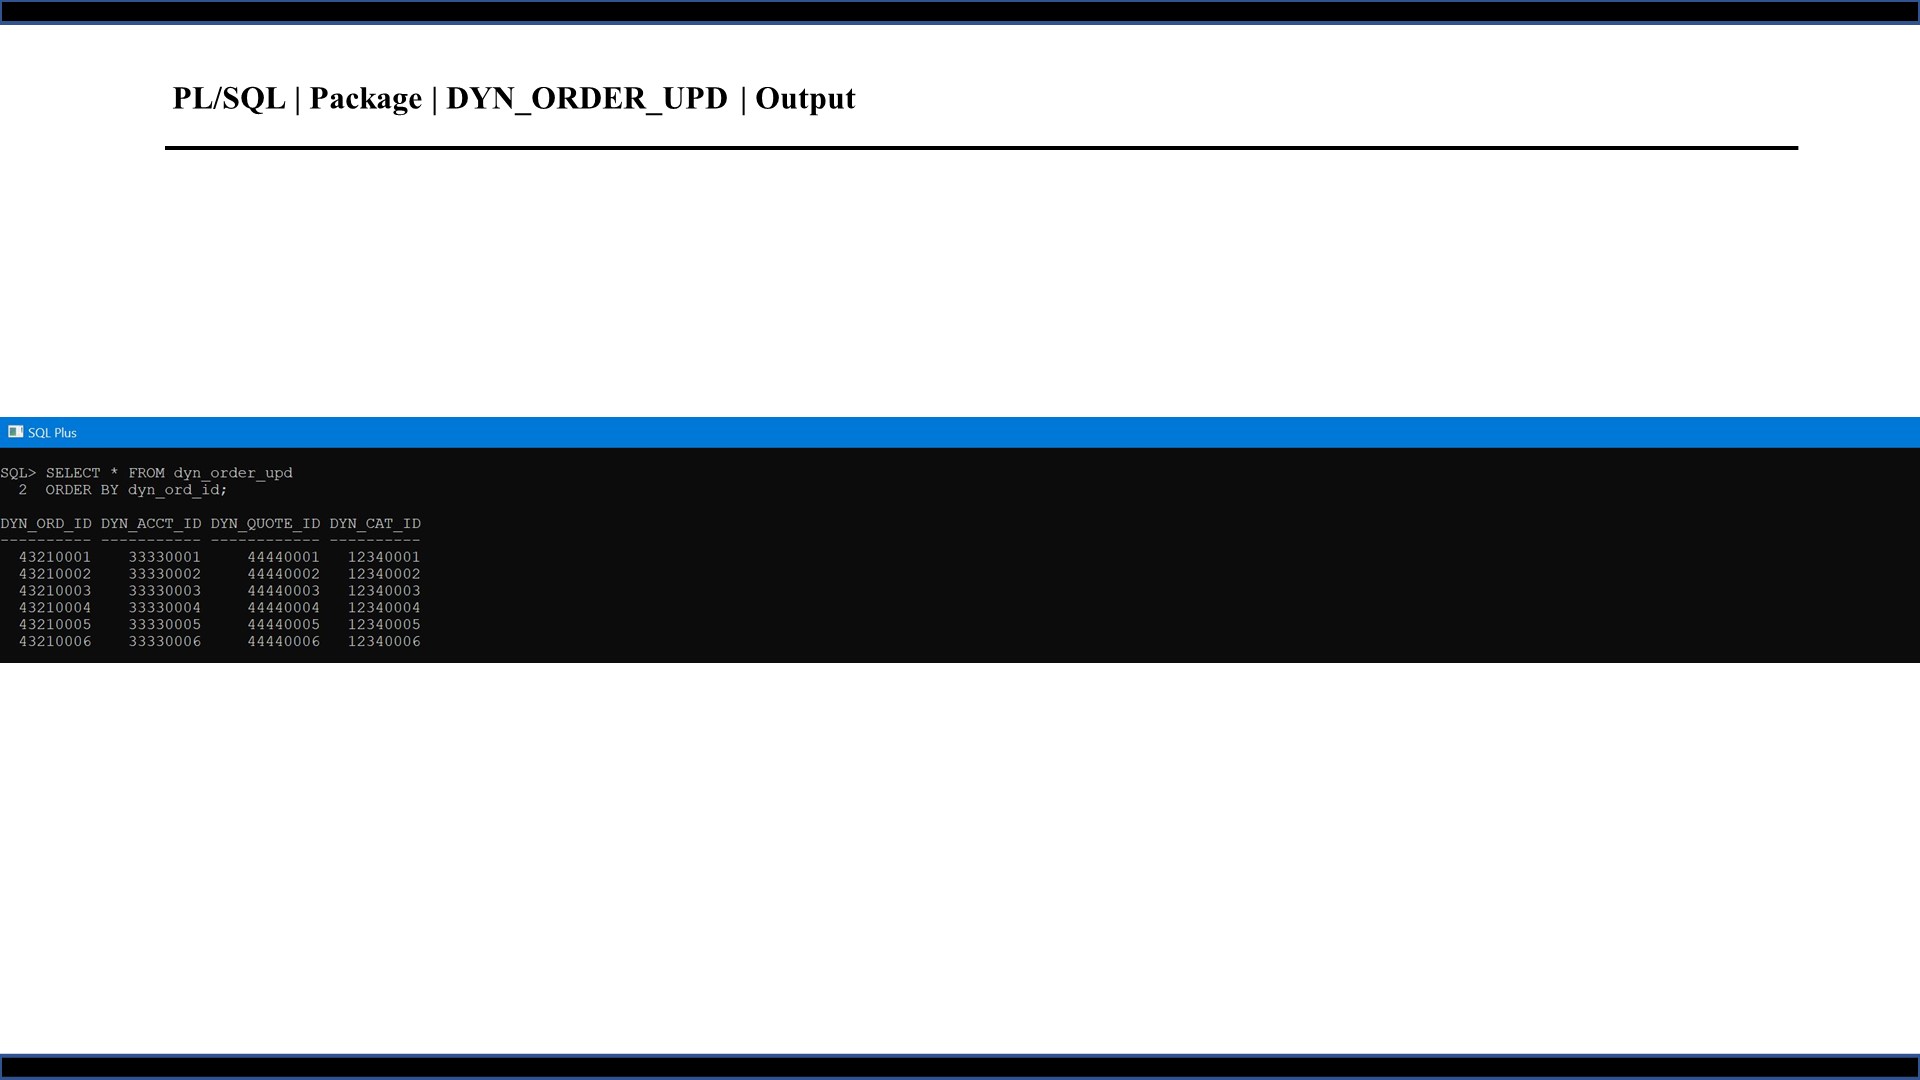 PL/SQL | Package | DYN_ORDER_UPD | Output
SQL Plus
SQL> SELECT * FROM dyn_order_upd
  2  ORDER BY dyn_ord_id;
DYN_ORD_ID DYN_ACCT_ID DYN_QUOTE_ID DYN_CAT_ID
---------- ----------- ------------ ----------
  43210001    33330001     44440001   12340001
  43210002    33330002     44440002   12340002
  43210003    33330003     44440003   12340003
  43210004    33330004     44440004   12340004
  43210005    33330005     44440005   12340005
  43210006    33330006     44440006   12340006